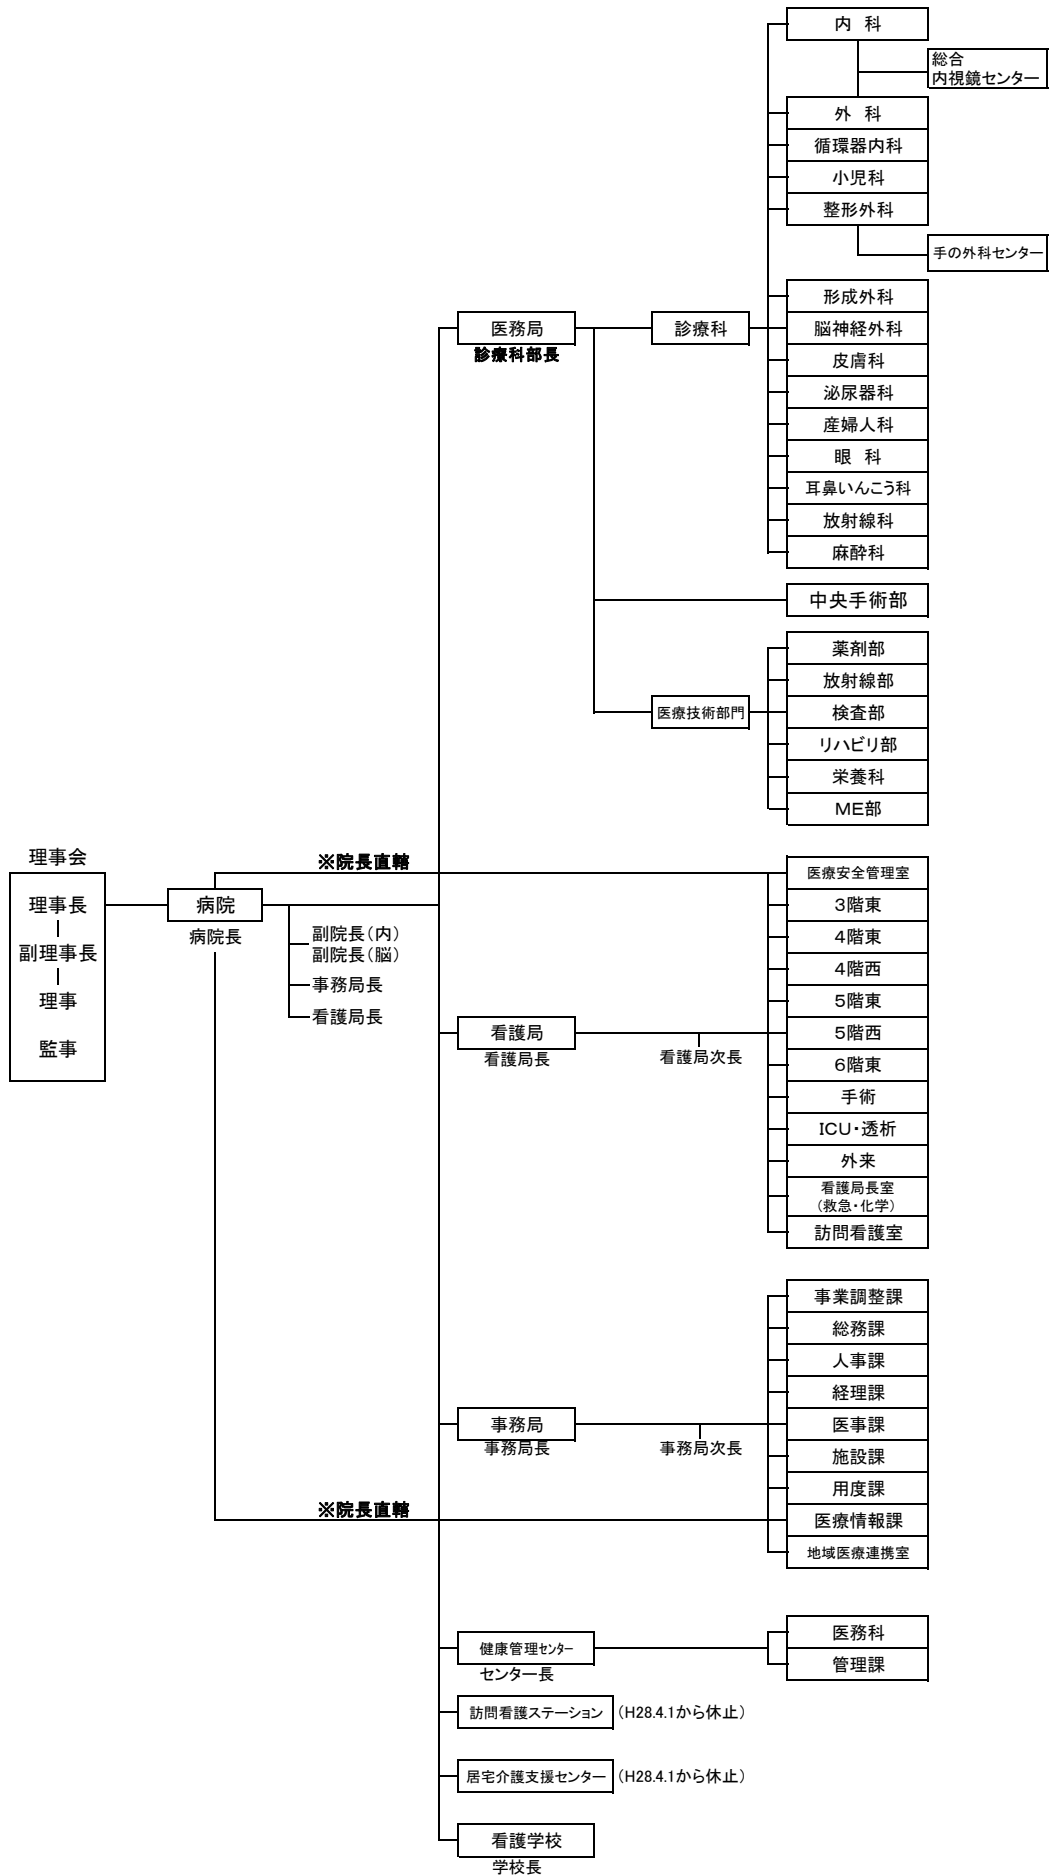 内 科
総合
内視鏡センター
外 科
循環器内科
小児科
整形外科
手の外科センター
形成外科
医務局
診療科
脳神経外科
診療科部長
皮膚科
泌尿器科
産婦人科
眼 科
耳鼻いんこう科
放射線科
麻酔科
中央手術部
薬剤部
放射線部
医療技術部門
検査部
リハビリ部
栄養科
ME部
理事会
理事長
副理事長
理事
監事
病院
病院長
※院長直轄
副院長（内）
副院長（脳）
事務局長
看護局長
医療安全管理室
3階東
4階東
4階西
5階東
看護局
看護局長
看護局次長
5階西
6階東
手術
ICU・透析
外来
看護局長室
（救急・化学）
訪問看護室
事業調整課
総務課
人事課
経理課
事務局
事務局長
事務局次長
医事課
施設課
用度課
※院長直轄
医療情報課
地域医療連携室
健康管理センター
センター長
医務科
管理課
訪問看護ステーション （H28.4.1から休止）
居宅介護支援センター （H28.4.1から休止）
看護学校
学校長